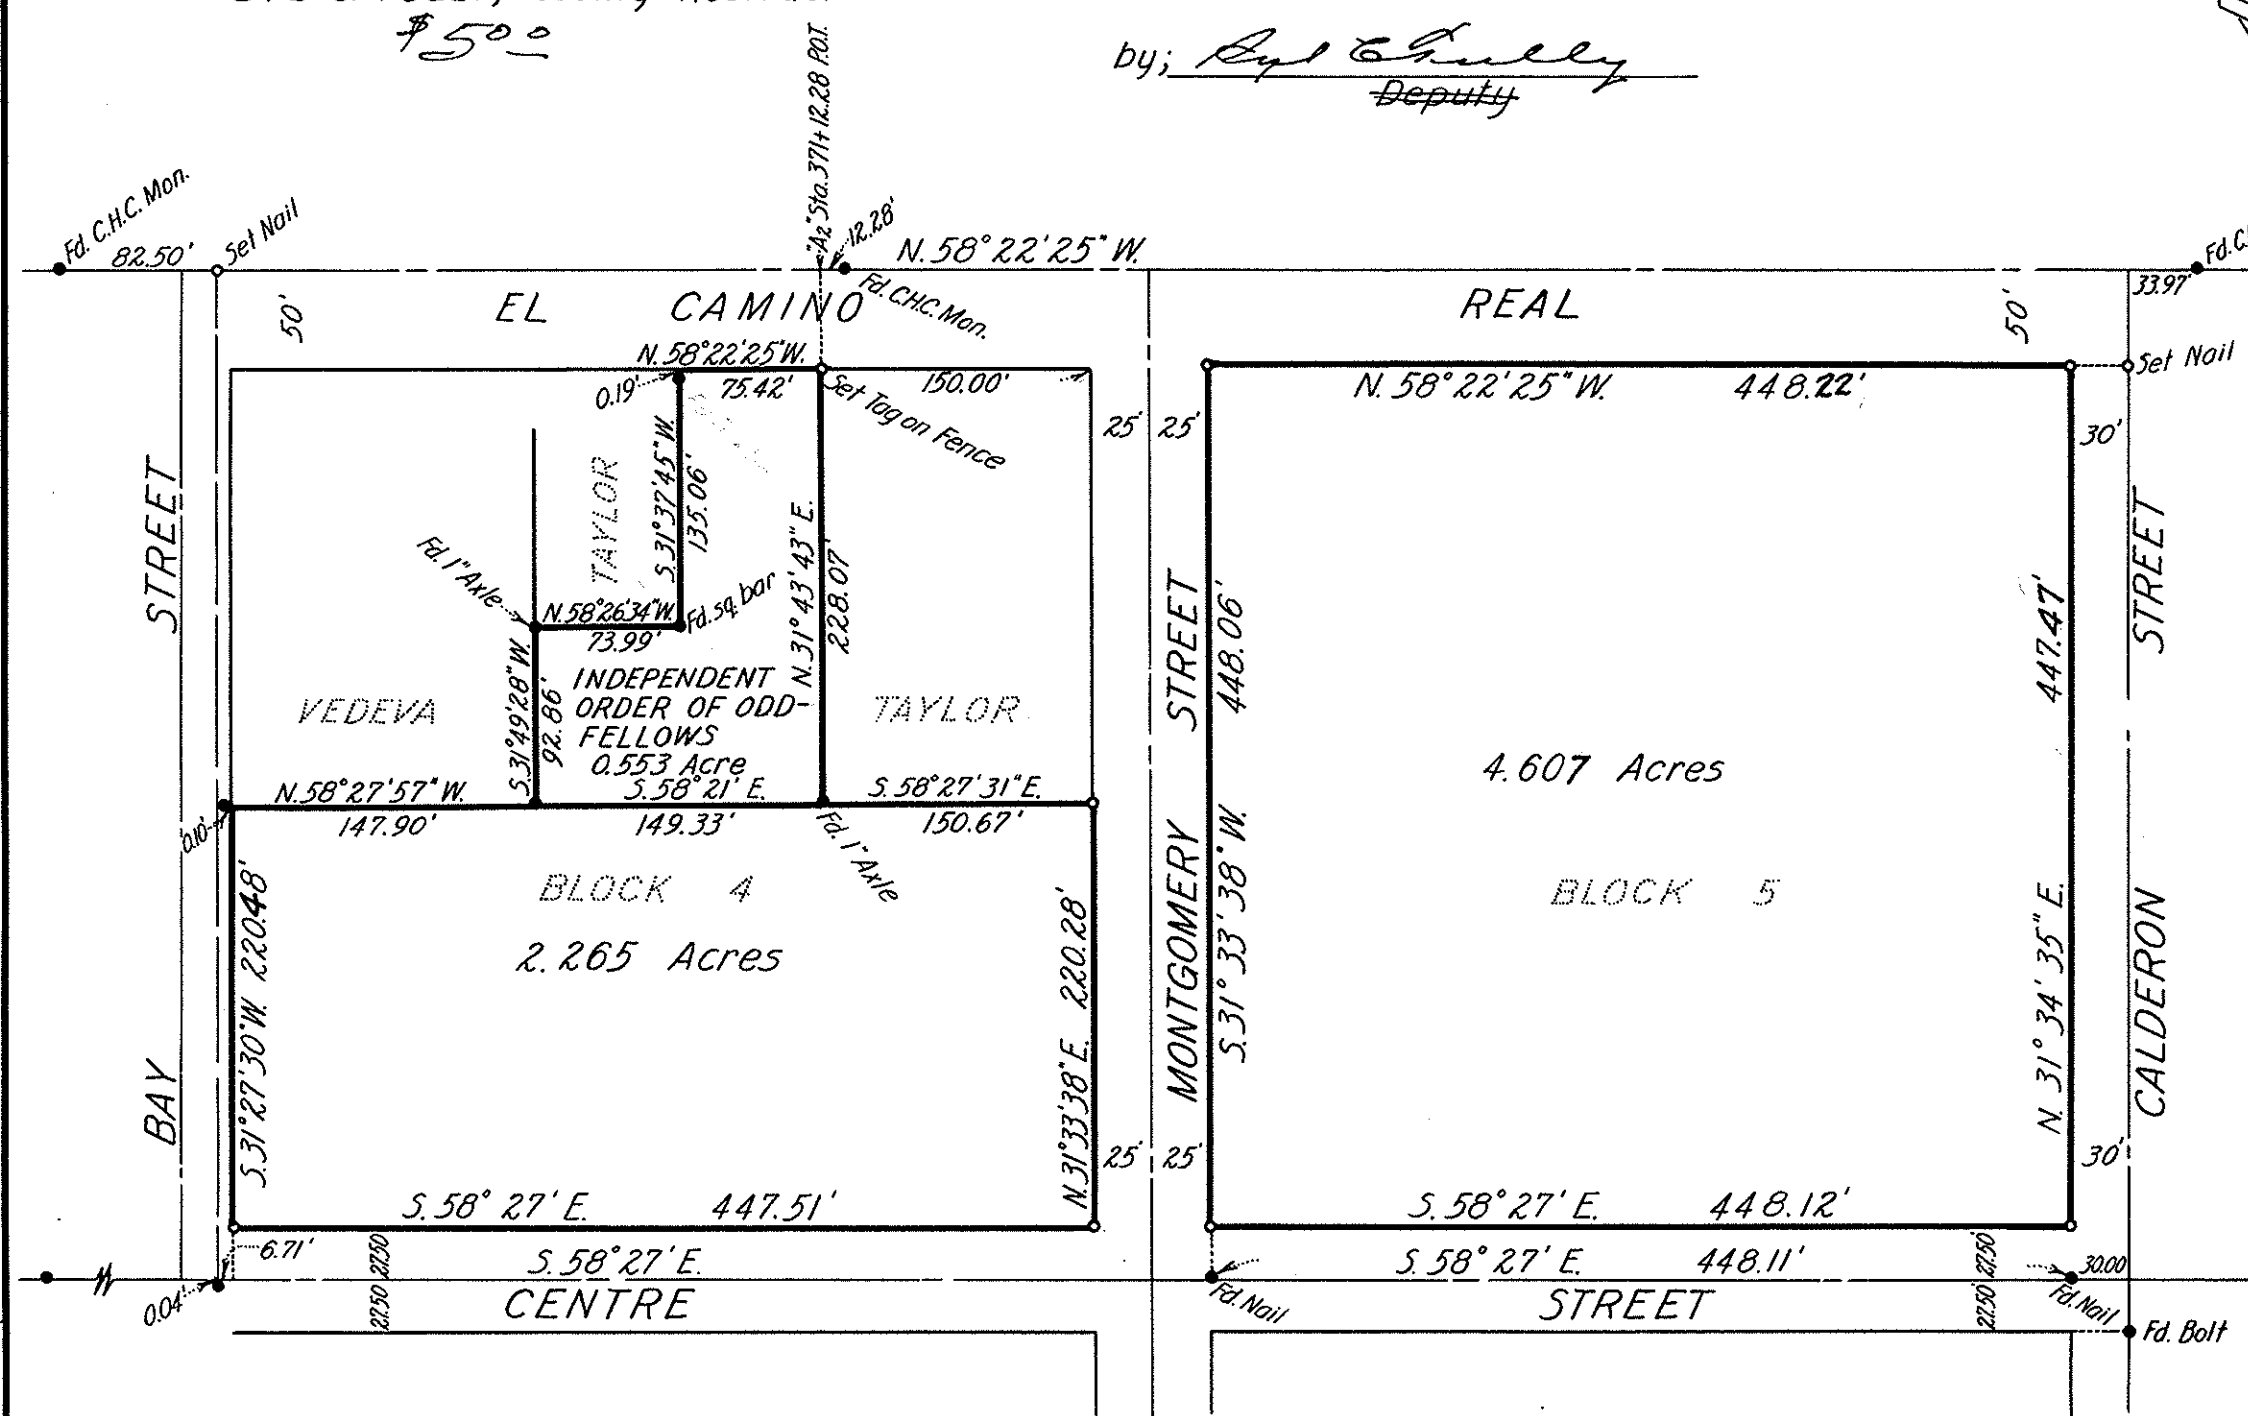 $5.00
by; 
Deputy
"A2" Sta. 371+12.28 P.O.T.
Fd. C.H.C. Mon.
82.50'
Set Nail
12.28'
N. 58° 22' 25" W.
Fd. C.H.C. Mon.
33.97'
50'
EL CAMINO REAL
50'
Set Nail
N. 58° 22' 25" W.
0.19'
75.42'
Set Tag on Fence
150.00'
25' 25'
N. 58° 22' 25" W. 448.22'
30'
BAY STREET
TAYLOR
S. 31° 37' 45" W.
135.06'
N. 31° 43' 43" E.
228.07'
Fd. 1" Axle
N. 58° 26' 34" W.
73.99'
Fd. sq. bar
VEDEVA
S. 31° 49' 28" W.
92.86'
INDEPENDENT
ORDER OF ODD-
FELLOWS
0.553 Acre
TAYLOR
N. 58° 27' 57" W.
147.90'
S. 58° 21' E.
149.33'
S. 58° 27' 31" E.
150.67'
0.10'
Fd. 1" Axle
BLOCK 4
2.265 Acres
S. 31° 27' 30" W. 220.48'
N. 31° 33' 38" E. 220.28'
MONTGOMERY STREET
S. 31° 33' 38" W. 448.06'
4.607 Acres
BLOCK 5
N. 31° 34' 35" E. 447.47'
CALDERON STREET
25' 25'
30'
S. 58° 27' E. 447.51'
S. 58° 27' E. 448.12'
6.71'
27.50 27.50
S. 58° 27' E.
S. 58° 27' E. 448.11'
27.50 27.50
30.00
0.04'
CENTRE STREET
Fd. Nail
Fd. Nail
Fd. Bolt